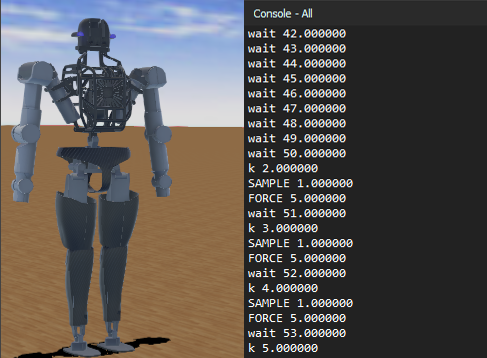 Console - All
wait 42.000000
wait 43.000000
wait 44.000000
wait 45.000000
wait 46.000000
wait 47.000000
wait 48.000000
wait 49.000000
wait 50.000000
k 2.000000
SAMPLE 1.000000
FORCE 5.000000
wait 51.000000
k 3.000000
SAMPLE 1.000000
FORCE 5.000000
wait 52.000000
k 4.000000
SAMPLE 1.000000
FORCE 5.000000
wait 53.000000
k 5.000000